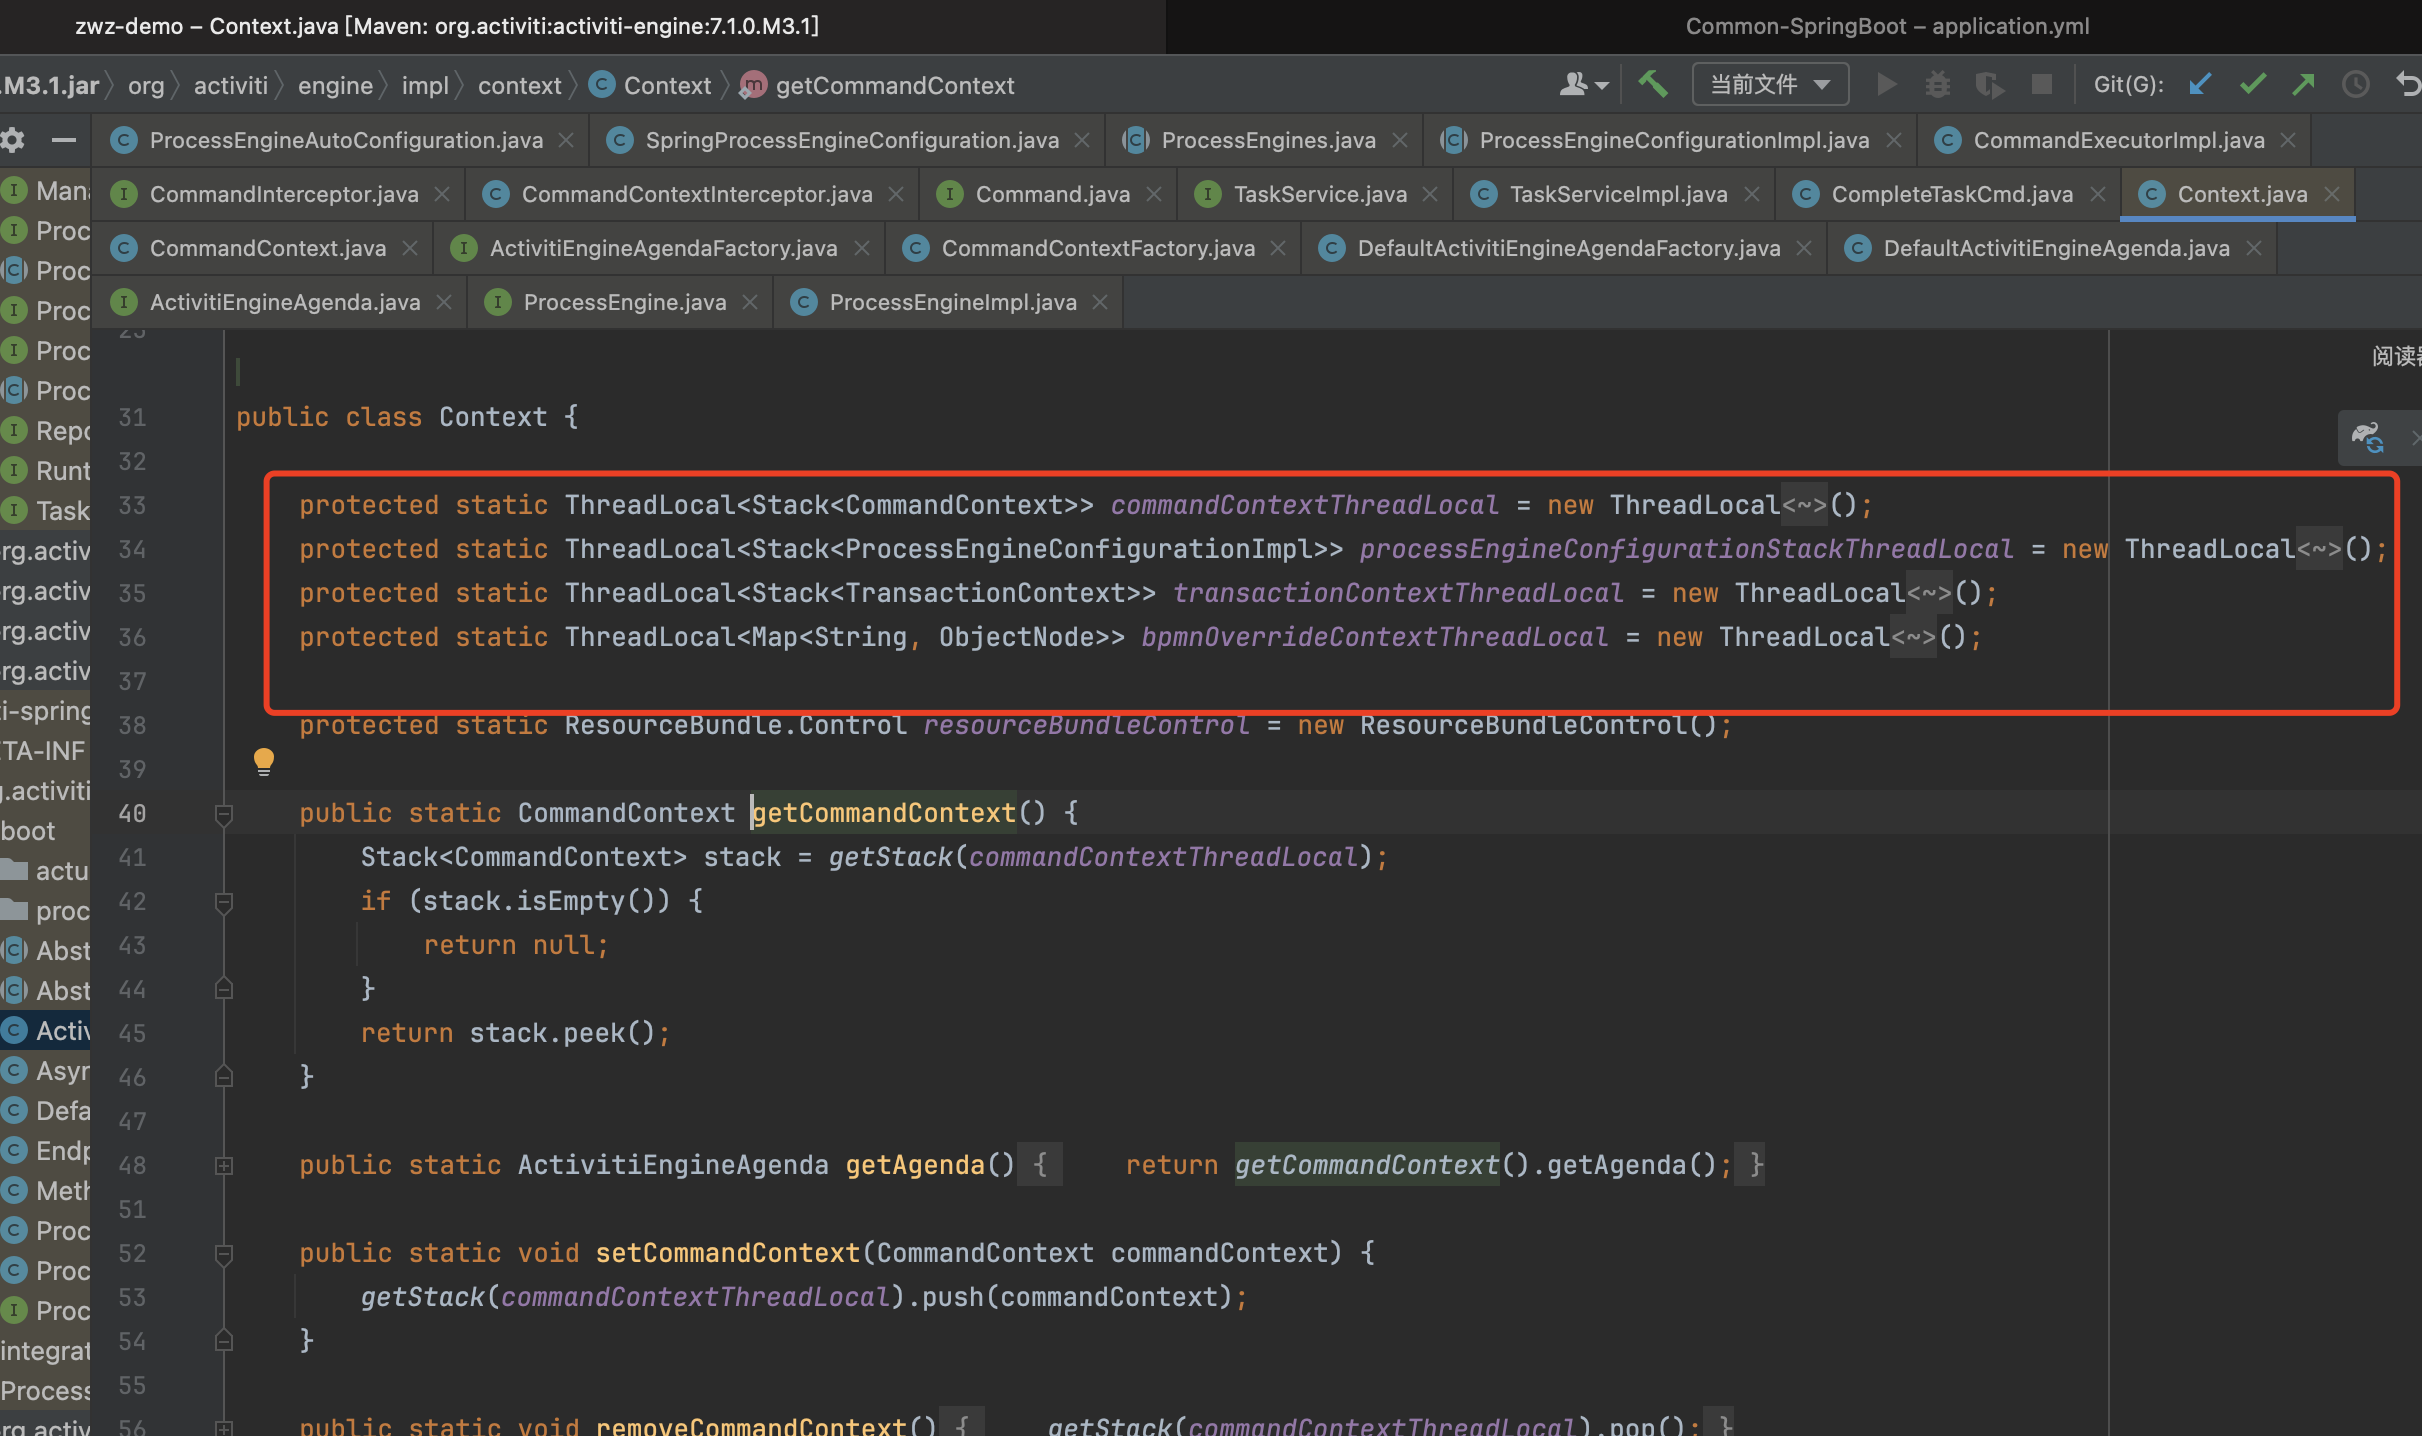 zwz-demo – Context.java [Maven: org.activiti:activiti-engine:7.1.0.M3.1]
Common-SpringBoot – application.yml
.M3.1.jar org activiti engine impl context Context getCommandContext
当前文件 Git(G):
ProcessEngineAutoConfiguration.java SpringProcessEngineConfiguration.java ProcessEngines.java ProcessEngineConfigurationImpl.java CommandExecutorImpl.java
CommandInterceptor.java CommandContextInterceptor.java Command.java TaskService.java TaskServiceImpl.java CompleteTaskCmd.java Context.java
CommandContext.java ActivitiEngineAgendaFactory.java CommandContextFactory.java DefaultActivitiEngineAgendaFactory.java DefaultActivitiEngineAgenda.java
ActivitiEngineAgenda.java ProcessEngine.java ProcessEngineImpl.java
Mana
Proc
Proc
Proc
Proc
Proc
Repo
Runt
Task
rg.activ
rg.activ
rg.activ
rg.activ
ti-spring
TA-INF
g.activiti
boot
actu
proc
Abst
Abst
Activ
Asyn
Defa
Endp
Meth
Proc
Proc
Proc
integrat
Process
rg.activ
阅读
31 public class Context {
32
33 protected static ThreadLocal<Stack<CommandContext>> commandContextThreadLocal = new ThreadLocal<~>();
34 protected static ThreadLocal<Stack<ProcessEngineConfigurationImpl>> processEngineConfigurationStackThreadLocal = new ThreadLocal<~>();
35 protected static ThreadLocal<Stack<TransactionContext>> transactionContextThreadLocal = new ThreadLocal<~>();
36 protected static ThreadLocal<Map<String, ObjectNode>> bpmnOverrideContextThreadLocal = new ThreadLocal<~>();
37
38 protected static ResourceBundle.Control resourceBundleControl = new ResourceBundleControl();
39
40 public static CommandContext getCommandContext() {
41 Stack<CommandContext> stack = getStack(commandContextThreadLocal);
42 if (stack.isEmpty()) {
43 return null;
44 }
45 return stack.peek();
46 }
47
48 public static ActivitiEngineAgenda getAgenda() { return getCommandContext().getAgenda(); }
51
52 public static void setCommandContext(CommandContext commandContext) {
53 getStack(commandContextThreadLocal).push(commandContext);
54 }
55
56 public static void removeCommandContext() { getStack(commandContextThreadLocal).pop(); }